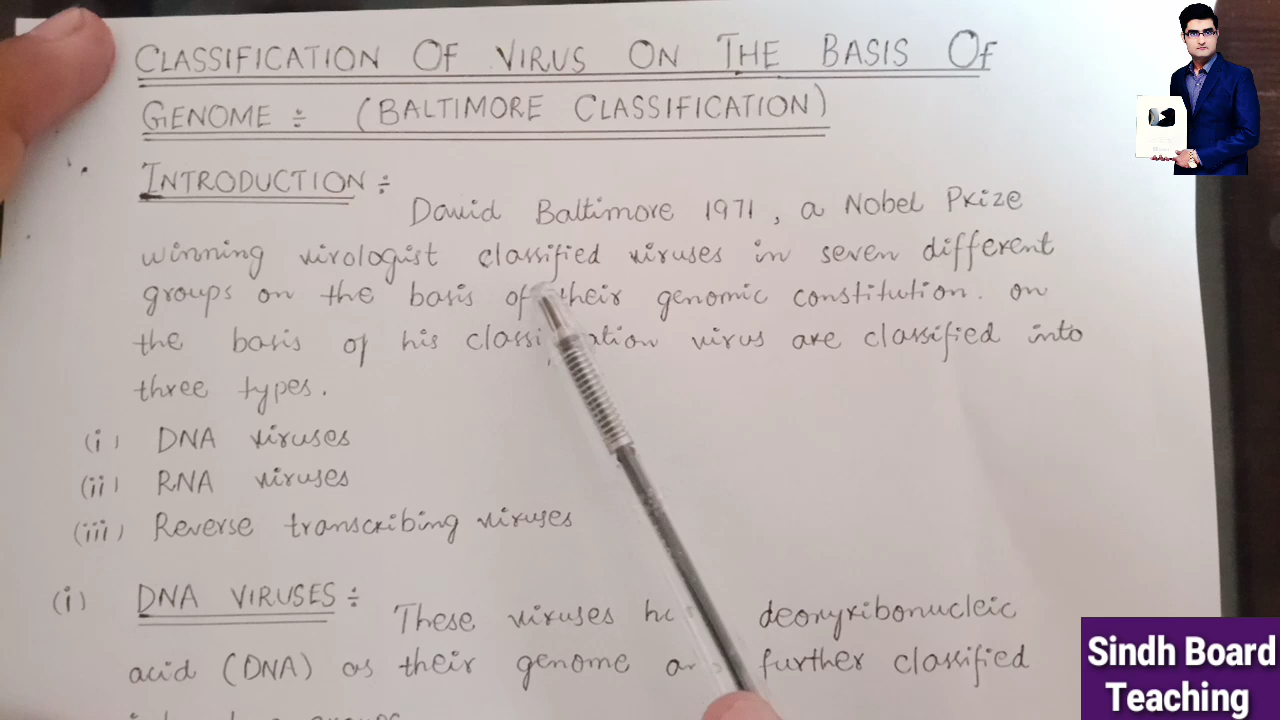 CLASSIFICATION OF VIRUS ON THE BASIS OF
GENOME ÷ (BALTIMORE CLASSIFICATION)
INTRODUCTION ÷
David Baltimore 1971, a Nobel Prize
winning virologist classified viruses in seven different
groups on the basis of their genomic constitution. on
the basis of his classi ation virus are classified into
three types.
(i) DNA viruses
(ii) RNA viruses
(iii) Reverse transcribing viruses
(i) DNA VIRUSES ÷
These viruses deoxyribonucleic
acid (DNA) as their genome further classified
Sindh Board
Teaching